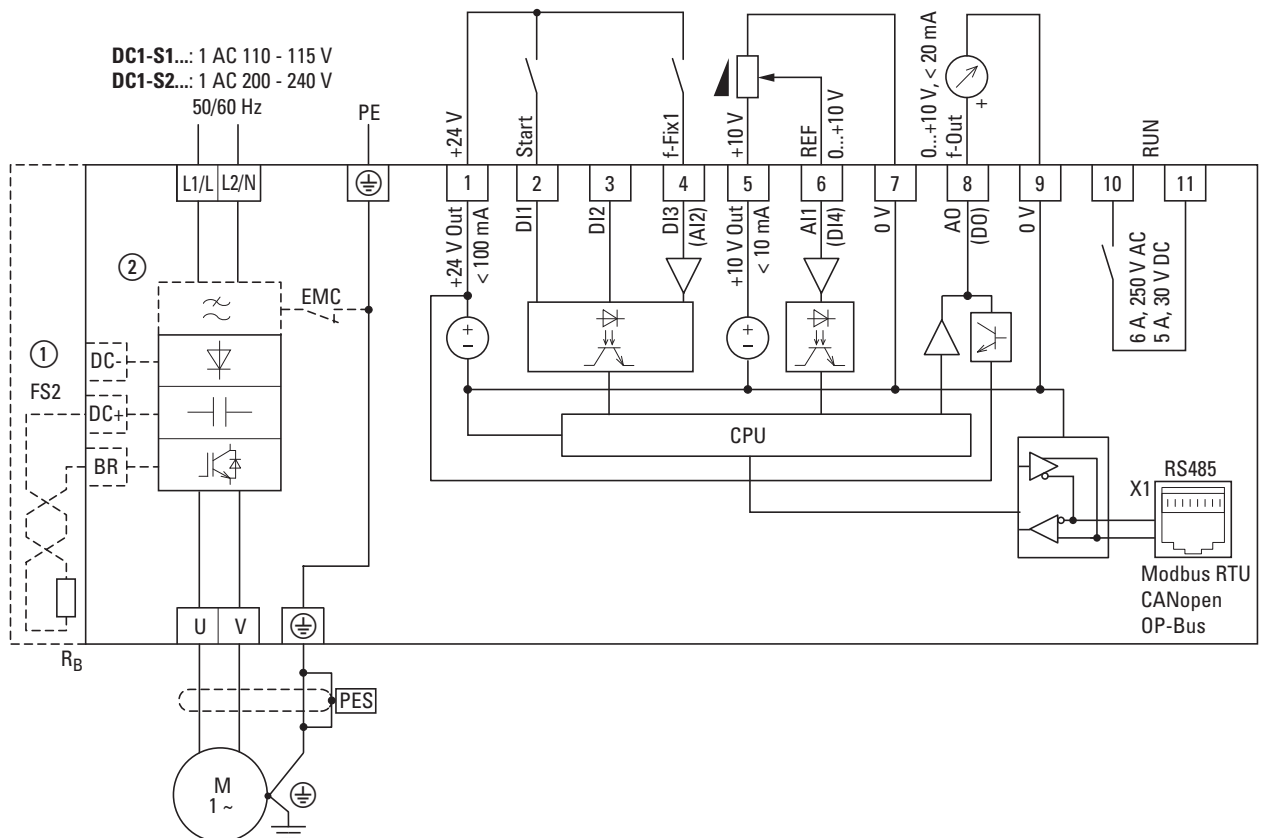 DC1-S1...: 1 AC 110 - 115 V
DC1-S2...: 1 AC 200 - 240 V
50/60 Hz
PE
+24 V
Start
f-Fix1
+10 V
REF
0...+10 V
0...+10 V, < 20 mA
f-Out
+
RUN
L1/L
L2/N
1
2
3
4
5
6
7
8
9
10
11
+24 V Out
< 100 mA
DI1
DI2
DI3
(AI2)
+10 V Out
< 10 mA
AI1
(DI4)
0 V
AO
(DO)
0 V
6 A, 250 V AC
5 A, 30 V DC
②
EMC
+
-
+
-
①
FS2
DC-
DC+
BR
CPU
X1
RS485
Modbus RTU
CANopen
OP-Bus
U
V
RB
PES
M
1 ~